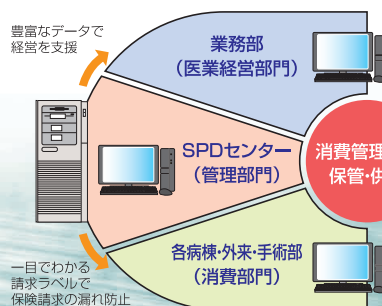 豊富なデータで
経営を支援
業務部
（医業経営部門）
SPDセンター
（管理部門）
消費管理
保管・供
各病棟・外来・手術部
（消費部門）
一目でわかる
請求ラベルで
保険請求の漏れ防止